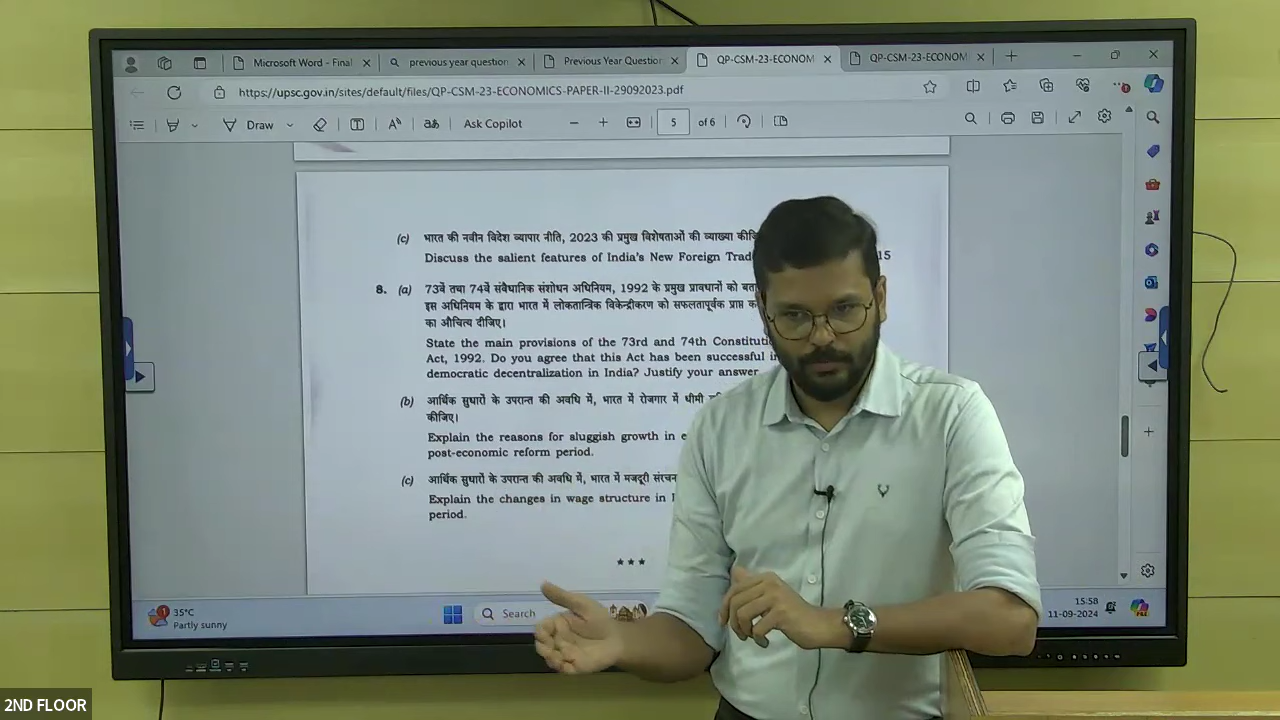 Microsoft Word - Final
previous year question
Previous Year Question
QP-CSM-23-ECONOM
QP-CSM-23-ECONOM
https://upsc.gov.in/sites/default/files/QP-CSM-23-ECONOMICS-PAPER-II-29092023.pdf
Draw
Ask Copilot
5 of 6
(c) भारत की नवीन विदेश व्यापार नीति, 2023 की प्रमुख विशेषताओं की व्याख्या
Discuss the salient features of India's New Foreign 15
8. (a) 73वें तथा 74वें संवैधानिक संशोधन अधिनियम, 1992 के प्रमुख प्रावधानों को
इस अधिनियम के द्वारा भारत में लोकतान्त्रिक विकेन्द्रीकरण को सफलतापूर्वक प्राप्त
का औचित्य दीजिए।
State the main provisions of the 73rd and 74th
Act, 1992. Do you agree that this Act has been successful
democratic decentralization in India? Justify your answer
(b) आर्थिक सुधारों के उपरान्त की अवधि में, भारत में रोजगार में धीमी
कीजिए।
Explain the reasons for sluggish growth in
post-economic reform period.
(c) आर्थिक सुधारों के उपरान्त की अवधि में, भारत में मजदूरी
Explain the changes in wage structure in
period.
★★★
35°C
Partly sunny
Search
15:58
11-09-2024
2ND FLOOR